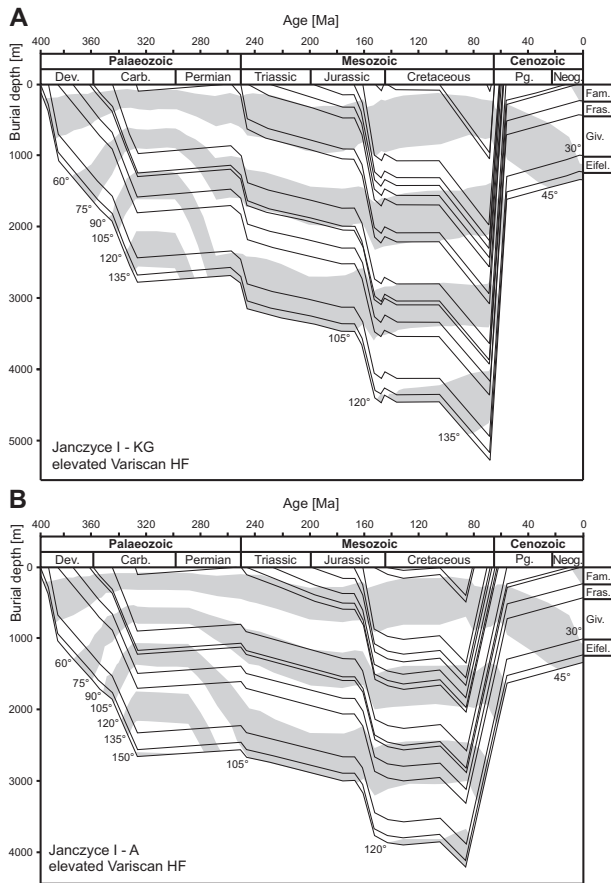 A
Age [Ma]
400 360 320 280 240 200 160 120 80 40 0
Palaeozoic Mesozoic Cenozoic
Dev. Carb. Permian Triassic Jurassic Cretaceous Pg. Neog.
Burial depth [m]
0
1000
2000
3000
4000
5000
Fam.
Fras.
Giv.
Eifel.
60°
75°
90°
105°
120°
135°
105°
120°
135°
30°
45°
Janczyce I - KG
elevated Variscan HF
B
Age [Ma]
400 360 320 280 240 200 160 120 80 40 0
Palaeozoic Mesozoic Cenozoic
Dev. Carb. Permian Triassic Jurassic Cretaceous Pg. Neog.
Burial depth [m]
0
1000
2000
3000
4000
Fam.
Fras.
Giv.
Eifel.
60°
75°
90°
105°
120°
135°
150°
105°
120°
30°
45°
Janczyce I - A
elevated Variscan HF